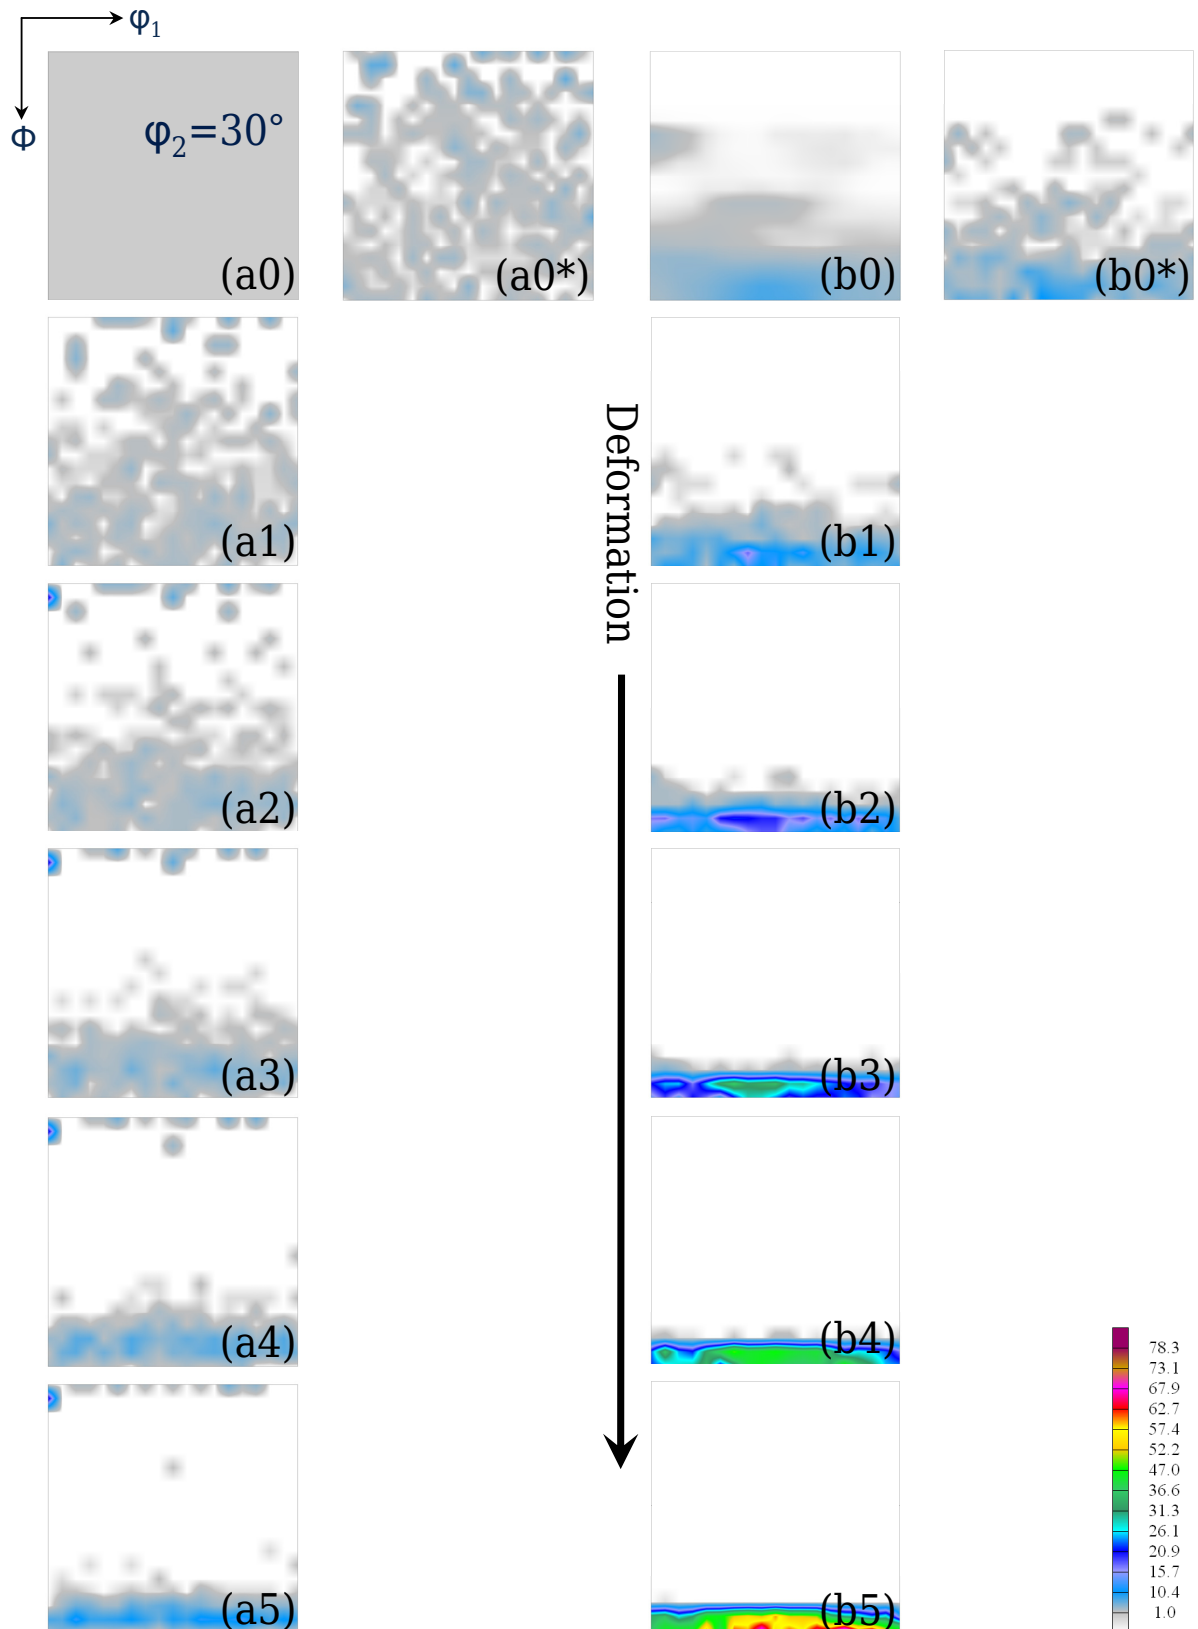 φ1
Φ
φ2=30°
(a0)
(a0*)
(b0)
(b0*)
(a1)
(b1)
Deformation
(a2)
(b2)
(a3)
(b3)
(a4)
(b4)
(a5)
(b5)
78.3
73.1
67.9
62.7
57.4
52.2
47.0
36.6
31.3
26.1
20.9
15.7
10.4
1.0